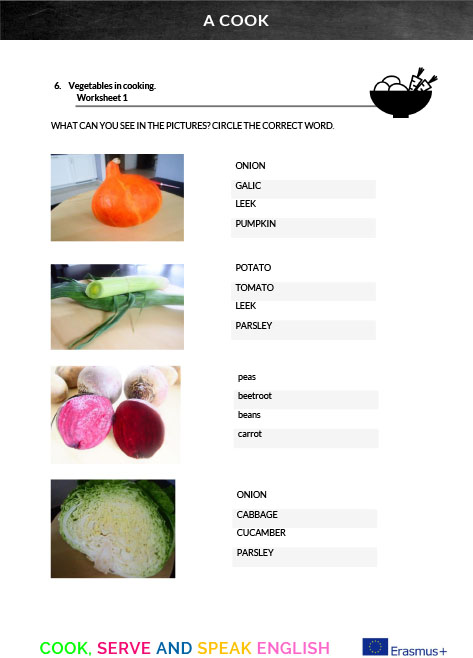 A COOK
6. Vegetables in cooking.
Worksheet 1
WHAT CAN YOU SEE IN THE PICTURES? CIRCLE THE CORRECT WORD.
ONION
GALIC
LEEK
PUMPKIN
POTATO
TOMATO
LEEK
PARSLEY
peas
beetroot
beans
carrot
ONION
CABBAGE
CUCAMBER
PARSLEY
COOK, SERVE AND SPEAK ENGLISH
Erasmus+